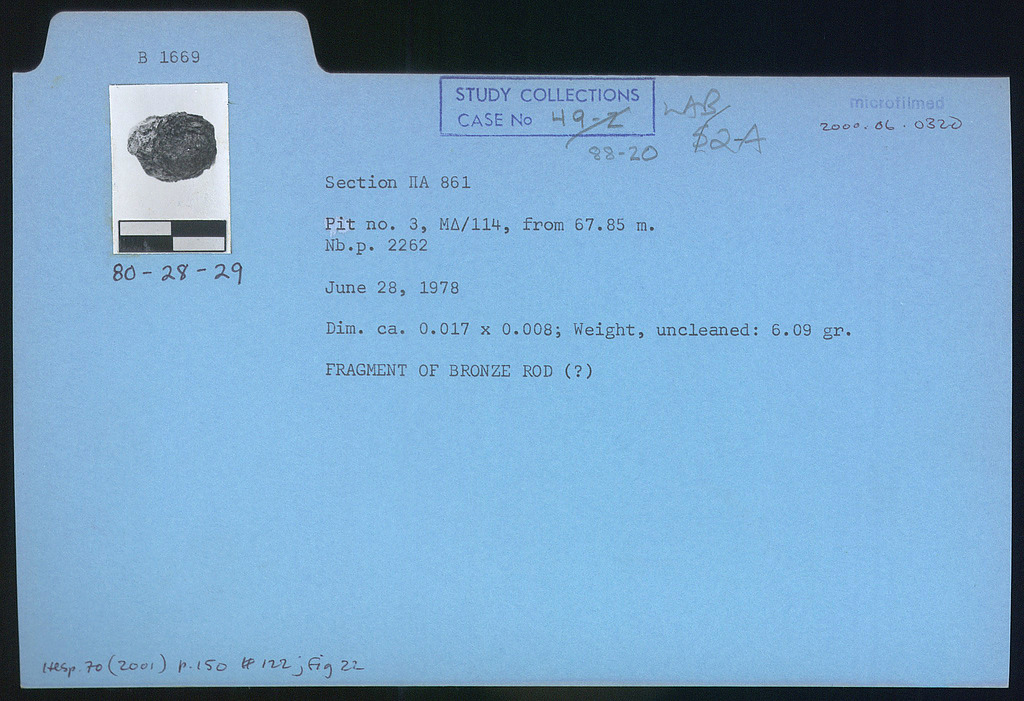 B 1669
STUDY COLLECTIONS
CASE No 49-I
88-20
LAB
microfilmed
2000.06.0320
Section ΠA 861
Pit no. 3, MΔ/114, from 67.85 m.
Nb.p. 2262
80-28-29
June 28, 1978
Dim. ca. 0.017 x 0.008; Weight, uncleaned: 6.09 gr.
FRAGMENT OF BRONZE ROD (?)
Hesp. 70 (2001) p.150 # 122; Fig 22